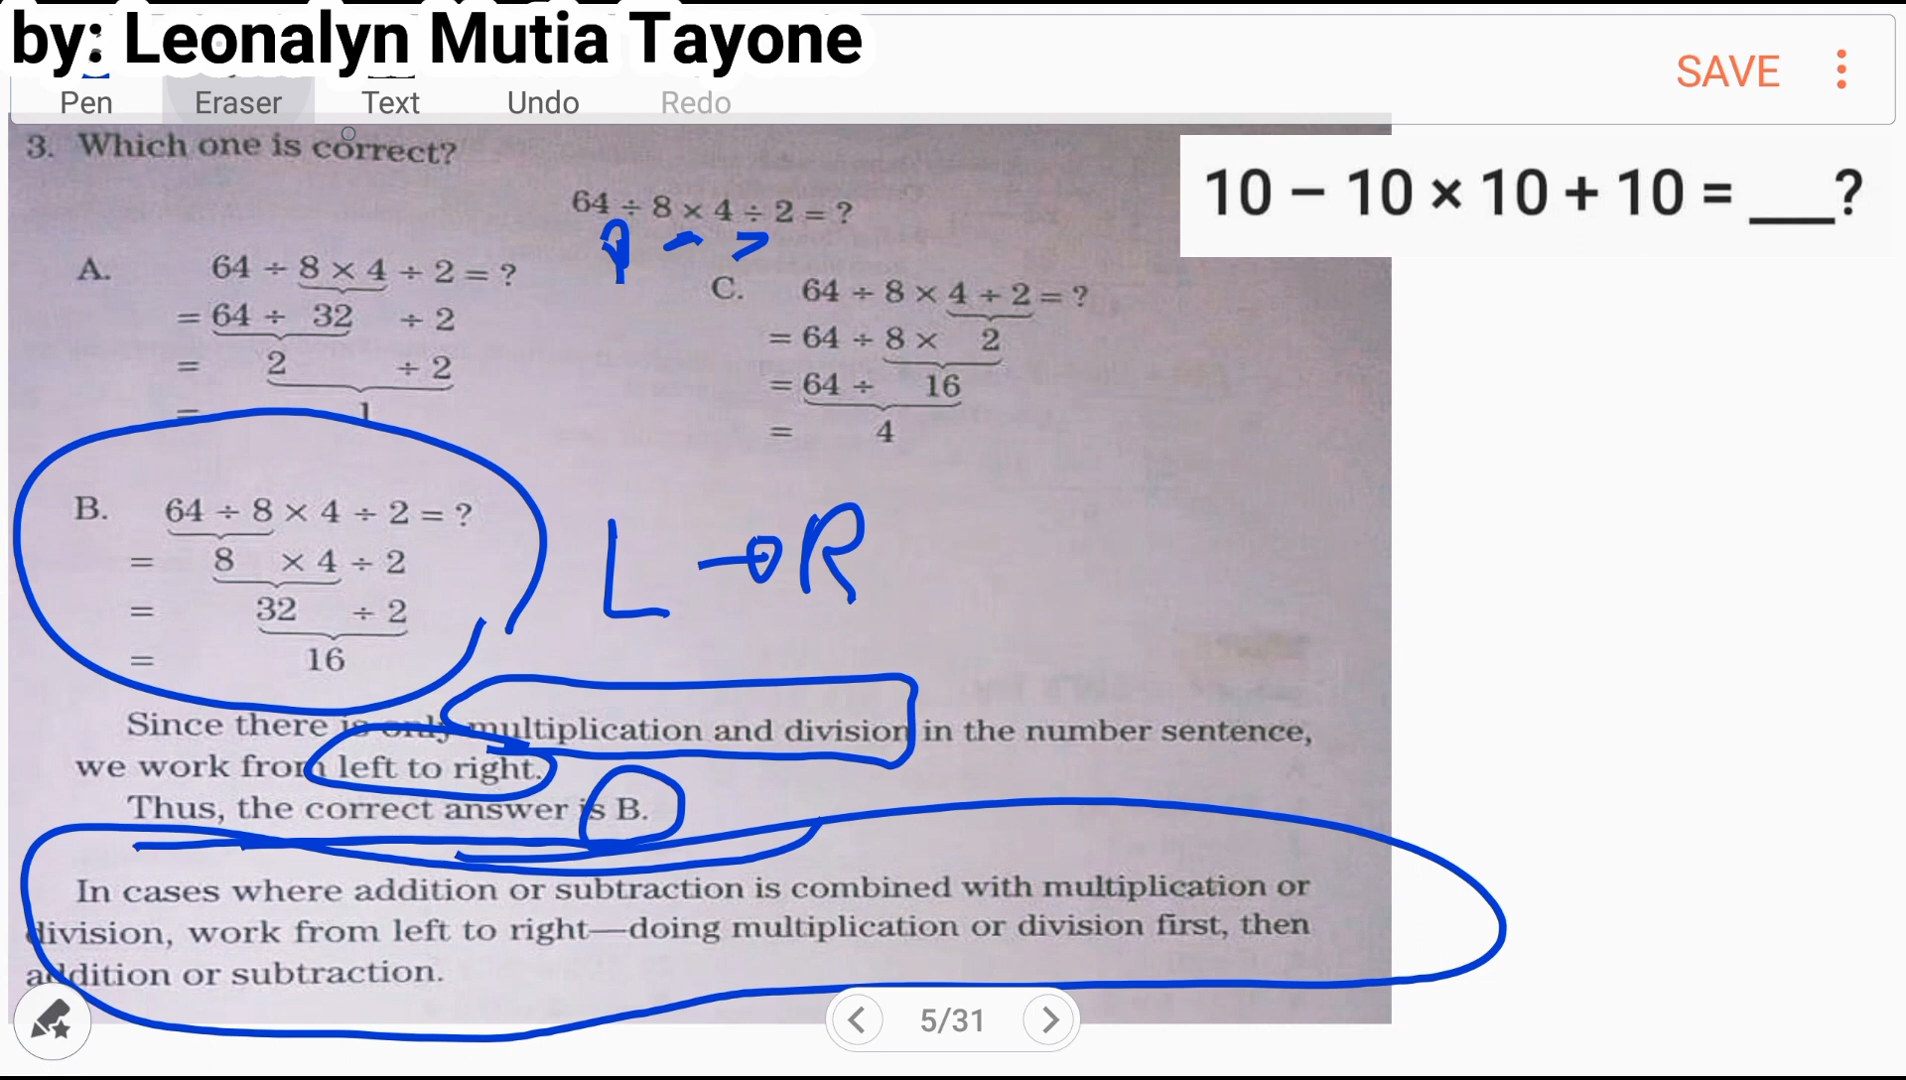 by: Leonalyn Mutia Tayone
SAVE
Pen Eraser Text Undo Redo
3. Which one is correct?
10 – 10 × 10 + 10 = ___?
64 ÷ 8 × 4 ÷ 2 = ?
A. 64 ÷ 8 × 4 ÷ 2 = ?
= 64 ÷ 32 ÷ 2
= 2 ÷ 2
= 1
C. 64 ÷ 8 × 4 ÷ 2 = ?
= 64 ÷ 8 × 2
= 64 ÷ 16
= 4
B. 64 ÷ 8 × 4 ÷ 2 = ?
= 8 × 4 ÷ 2
= 32 ÷ 2
= 16
L → R
Since there is only multiplication and division in the number sentence,
we work from left to right.
Thus, the correct answer is B.
In cases where addition or subtraction is combined with multiplication or
division, work from left to right—doing multiplication or division first, then
addition or subtraction.
5/31